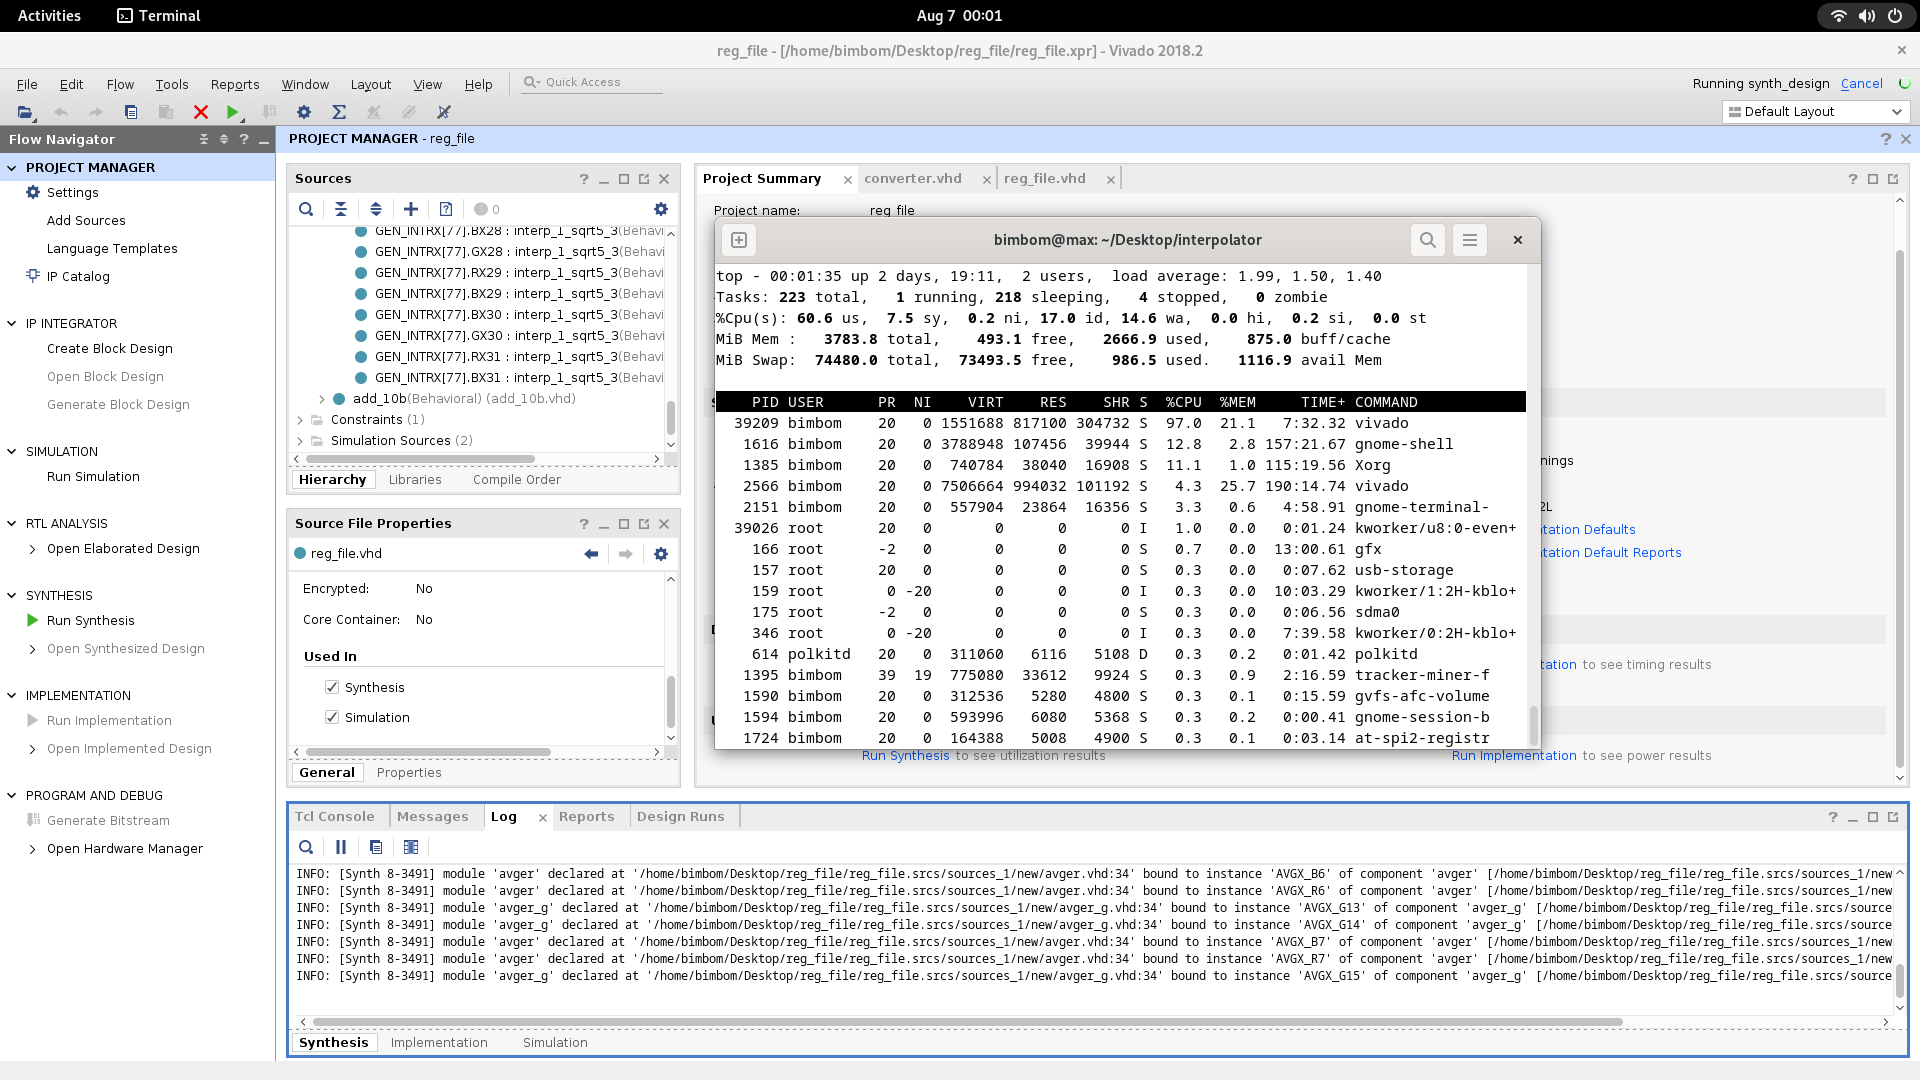 Activities Terminal Aug 7 00:01
reg_file - [/home/bimbom/Desktop/reg_file/reg_file.xpr] - Vivado 2018.2
File Edit Flow Tools Reports Window Layout View Help Quick Access Running synth_design Cancel
Default Layout
Flow Navigator
PROJECT MANAGER
Settings
Add Sources
Language Templates
IP Catalog
IP INTEGRATOR
Create Block Design
Open Block Design
Generate Block Design
SIMULATION
Run Simulation
RTL ANALYSIS
Open Elaborated Design
SYNTHESIS
Run Synthesis
Open Synthesized Design
IMPLEMENTATION
Run Implementation
Open Implemented Design
PROGRAM AND DEBUG
Generate Bitstream
Open Hardware Manager
PROJECT MANAGER - reg_file
Sources
0
GEN_INTRX[77].BX28 : interp_1_sqrt5_3(Behavi
GEN_INTRX[77].GX28 : interp_1_sqrt5_3(Behavi
GEN_INTRX[77].RX29 : interp_1_sqrt5_3(Behavi
GEN_INTRX[77].BX29 : interp_1_sqrt5_3(Behavi
GEN_INTRX[77].BX30 : interp_1_sqrt5_3(Behavi
GEN_INTRX[77].GX30 : interp_1_sqrt5_3(Behavi
GEN_INTRX[77].RX31 : interp_1_sqrt5_3(Behavi
GEN_INTRX[77].BX31 : interp_1_sqrt5_3(Behavi
add_10b(Behavioral) (add_10b.vhd)
Constraints (1)
Simulation Sources (2)
Hierarchy Libraries Compile Order
Source File Properties
reg_file.vhd
Encrypted: No
Core Container: No
Used In
Synthesis
Simulation
General Properties
Project Summary converter.vhd reg_file.vhd
Project name: reg_file
bimbom@max: ~/Desktop/interpolator
top - 00:01:35 up 2 days, 19:11, 2 users, load average: 1.99, 1.50, 1.40
Tasks: 223 total, 1 running, 218 sleeping, 4 stopped, 0 zombie
%Cpu(s): 60.6 us, 7.5 sy, 0.2 ni, 17.0 id, 14.6 wa, 0.0 hi, 0.2 si, 0.0 st
MiB Mem : 3783.8 total, 493.1 free, 2666.9 used, 875.0 buff/cache
MiB Swap: 74480.0 total, 73493.5 free, 986.5 used. 1116.9 avail Mem
PID USER PR NI VIRT RES SHR S %CPU %MEM TIME+ COMMAND
39209 bimbom 20 0 1551688 817100 304732 S 97.0 21.1 7:32.32 vivado
1616 bimbom 20 0 3788948 107456 39944 S 12.8 2.8 157:21.67 gnome-shell
1385 bimbom 20 0 740784 38040 16908 S 11.1 1.0 115:19.56 Xorg
2566 bimbom 20 0 7506664 994032 101192 S 4.3 25.7 190:14.74 vivado
2151 bimbom 20 0 557904 23864 16356 S 3.3 0.6 4:58.91 gnome-terminal-
39026 root 20 0 0 0 0 I 1.0 0.0 0:01.24 kworker/u8:0-even+
166 root -2 0 0 0 0 S 0.7 0.0 13:00.61 gfx
157 root 20 0 0 0 0 S 0.3 0.0 0:07.62 usb-storage
159 root 0 -20 0 0 0 I 0.3 0.0 10:03.29 kworker/1:2H-kblo+
175 root -2 0 0 0 0 S 0.3 0.0 0:06.56 sdma0
346 root 0 -20 0 0 0 I 0.3 0.0 7:39.58 kworker/0:2H-kblo+
614 polkitd 20 0 311060 6116 5108 D 0.3 0.2 0:01.42 polkitd
1395 bimbom 39 19 775080 33612 9924 S 0.3 0.9 2:16.59 tracker-miner-f
1590 bimbom 20 0 312536 5280 4800 S 0.3 0.1 0:15.59 gvfs-afc-volume
1594 bimbom 20 0 593996 6080 5368 S 0.3 0.2 0:00.41 gnome-session-b
1724 bimbom 20 0 164388 5008 4900 S 0.3 0.1 0:03.14 at-spi2-registr
nings
2L
tation Defaults
tation Default Reports
tation to see timing results
Run Synthesis to see utilization results Run Implementation to see power results
Tcl Console Messages Log Reports Design Runs
INFO: [Synth 8-3491] module 'avger' declared at '/home/bimbom/Desktop/reg_file/reg_file.srcs/sources_1/new/avger.vhd:34' bound to instance 'AVGX_B6' of component 'avger' [/home/bimbom/Desktop/reg_file/reg_file.srcs/sources_1/new
INFO: [Synth 8-3491] module 'avger' declared at '/home/bimbom/Desktop/reg_file/reg_file.srcs/sources_1/new/avger.vhd:34' bound to instance 'AVGX_R6' of component 'avger' [/home/bimbom/Desktop/reg_file/reg_file.srcs/sources_1/new
INFO: [Synth 8-3491] module 'avger_g' declared at '/home/bimbom/Desktop/reg_file/reg_file.srcs/sources_1/new/avger_g.vhd:34' bound to instance 'AVGX_G13' of component 'avger_g' [/home/bimbom/Desktop/reg_file/reg_file.srcs/source
INFO: [Synth 8-3491] module 'avger_g' declared at '/home/bimbom/Desktop/reg_file/reg_file.srcs/sources_1/new/avger_g.vhd:34' bound to instance 'AVGX_G14' of component 'avger_g' [/home/bimbom/Desktop/reg_file/reg_file.srcs/source
INFO: [Synth 8-3491] module 'avger' declared at '/home/bimbom/Desktop/reg_file/reg_file.srcs/sources_1/new/avger.vhd:34' bound to instance 'AVGX_B7' of component 'avger' [/home/bimbom/Desktop/reg_file/reg_file.srcs/sources_1/new
INFO: [Synth 8-3491] module 'avger' declared at '/home/bimbom/Desktop/reg_file/reg_file.srcs/sources_1/new/avger.vhd:34' bound to instance 'AVGX_R7' of component 'avger' [/home/bimbom/Desktop/reg_file/reg_file.srcs/sources_1/new
INFO: [Synth 8-3491] module 'avger_g' declared at '/home/bimbom/Desktop/reg_file/reg_file.srcs/sources_1/new/avger_g.vhd:34' bound to instance 'AVGX_G15' of component 'avger_g' [/home/bimbom/Desktop/reg_file/reg_file.srcs/source
Synthesis Implementation Simulation